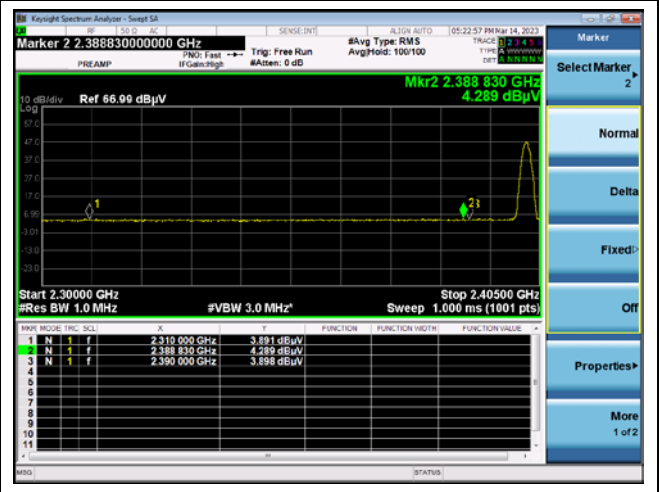 Keysight Spectrum Analyzer - Swept SA
RF 50 Ω AC SENSE:INT ALIGN AUTO 05:22:57 PM Mar 14, 2023
Marker 2 2.388830000000 GHz
PNO: Fast
IFGain:High
Trig: Free Run
#Atten: 0 dB
#Avg Type: RMS
Avg|Hold: 100/100
TRACE 1 2 3 4 5 6
TYPE A WWWWW
DET A NNNNN
PREAMP
Mkr2 2.388 830 GHz
4.289 dBµV
10 dB/div Ref 66.99 dBµV
Log
57.0
47.0
37.0
27.0
17.0
6.99
-3.01
-13.0
-23.0
1
2 3
Start 2.30000 GHz Stop 2.40500 GHz
#Res BW 1.0 MHz #VBW 3.0 MHz* Sweep 1.000 ms (1001 pts)
MKR MODE TRC SCL X Y FUNCTION FUNCTION WIDTH FUNCTION VALUE
1 N 1 f 2.310 000 GHz 3.891 dBµV
2 N 1 f 2.388 830 GHz 4.289 dBµV
3 N 1 f 2.390 000 GHz 3.898 dBµV
4
5
6
7
8
9
10
11
MSG STATUS
Marker
Select Marker
2
Normal
Delta
Fixed
Off
Properties
More
1 of 2